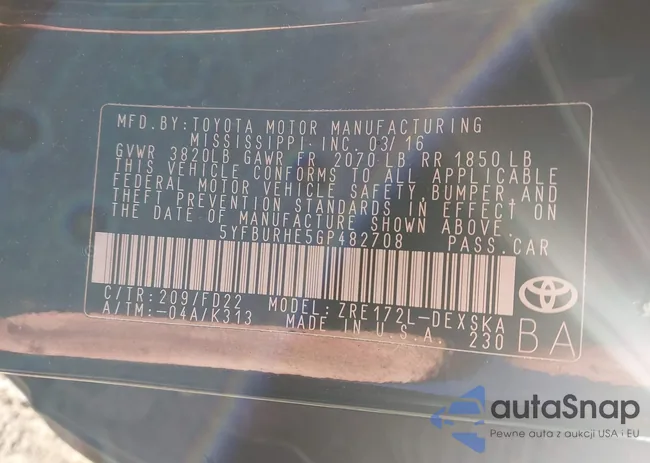 MFD.BY:TOYOTA MOTOR MANUFACTURING
MISSISSIPPI, INC. 03/16
GVWR 3820LB GAWR FR 2070 LB RR 1850 LB
THIS VEHICLE CONFORMS TO ALL APPLICABLE
FEDERAL MOTOR VEHICLE SAFETY, BUMPER, AND
THEFT PREVENTION STANDARDS IN EFFECT ON
THE DATE OF MANUFACTURE SHOWN ABOVE.
5YFBURHE5GP482708 PASS.CAR
C/TR: 209/FD22 MODEL: ZRE172L-DEXSKA
A/TM:-04A/K313 MADE IN U.S.A. 230 BA
autaSnap
Pewne auta z aukcji USA i EU